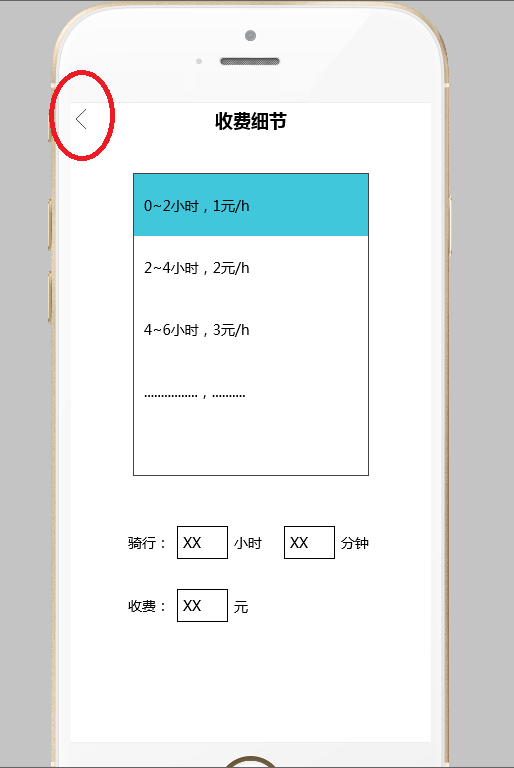 收费细节
0~2小时，1元/h
2~4小时，2元/h
4~6小时，3元/h
................，..........
骑行： XX 小时 XX 分钟
收费： XX 元